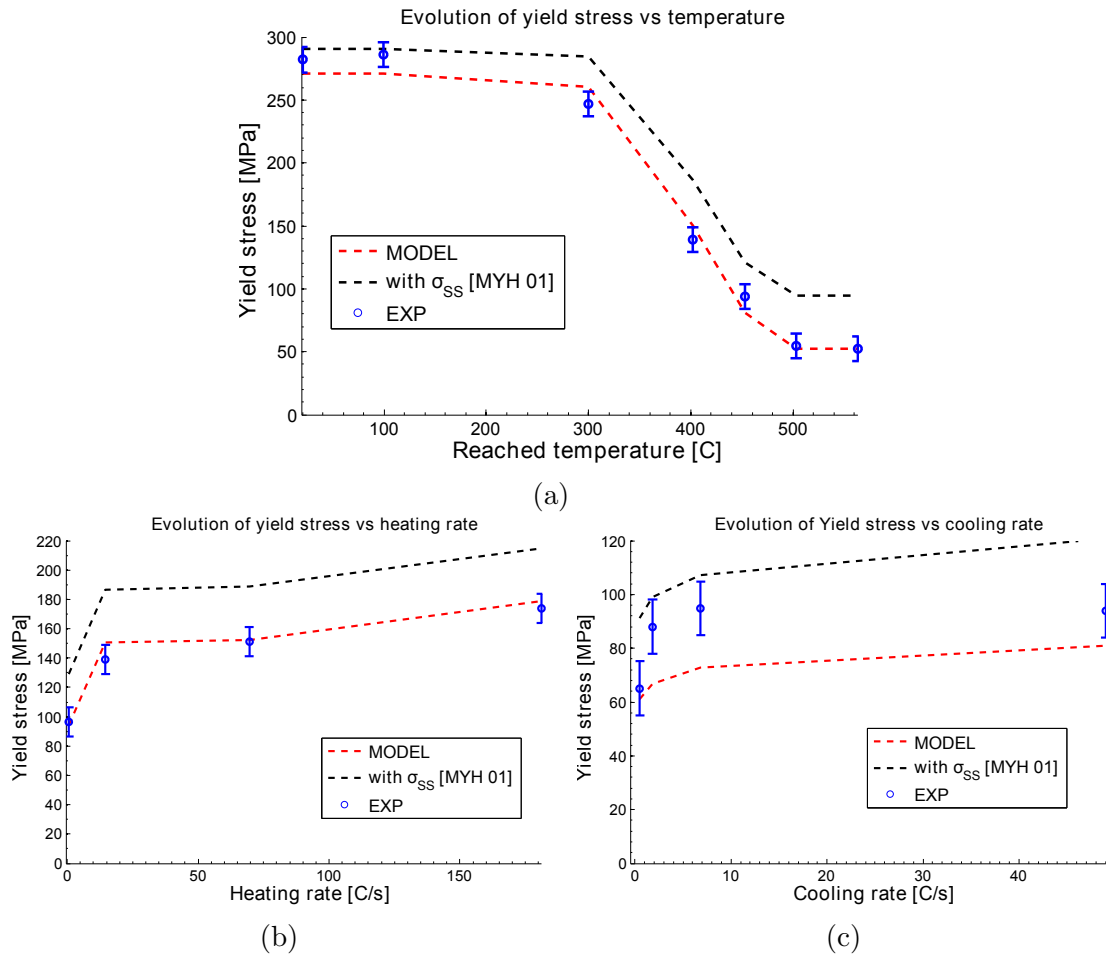 Evolution of yield stress vs temperature
300
250
200
150
100
50
0
Yield stress [MPa]
MODEL
with σSS [MYH 01]
EXP
100 200 300 400 500
Reached temperature [C]
(a)
Evolution of yield stress vs heating rate
220
200
180
160
140
120
100
80
60
40
20
0
Yield stress [MPa]
MODEL
with σSS [MYH 01]
EXP
0 50 100 150
Heating rate [C/s]
(b)
Evolution of Yield stress vs cooling rate
120
100
80
60
40
20
0
Yield stress [MPa]
MODEL
with σSS [MYH 01]
EXP
0 10 20 30 40
Cooling rate [C/s]
(c)